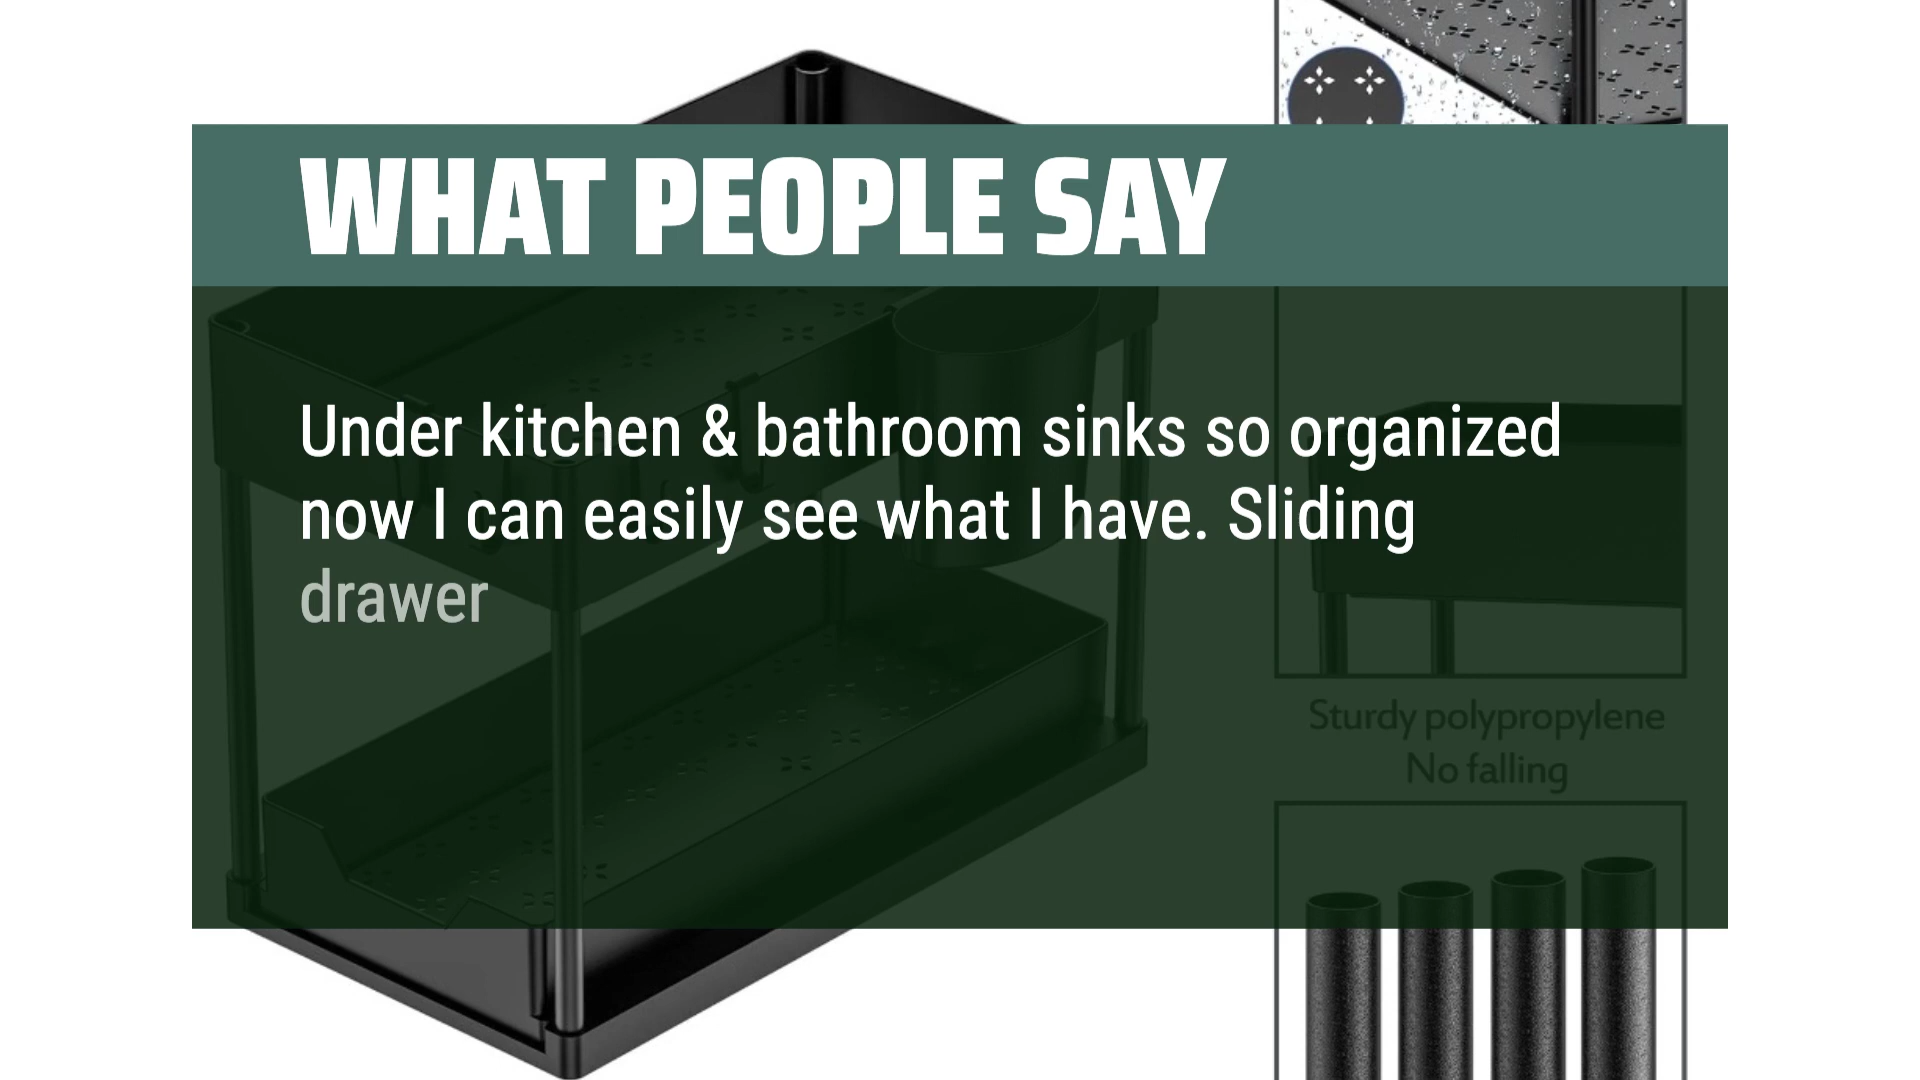 WHAT PEOPLE SAY
Under kitchen & bathroom sinks so organized
now I can easily see what I have. Sliding
drawer
Sturdy polypropylene
No falling